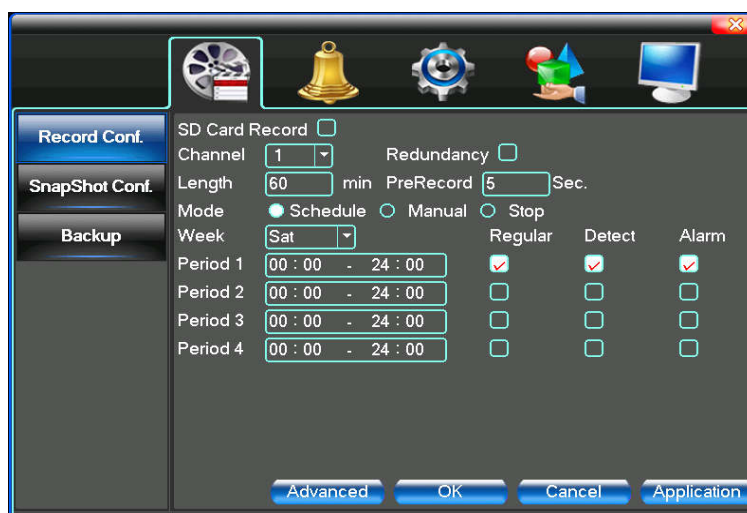 Record Conf.
SnapShot Conf.
Backup
SD Card Record
Channel 1 Redundancy
Length 60 min PreRecord 5 Sec.
Mode Schedule Manual Stop
Week Sat Regular Detect Alarm
Period 1 00 : 00 - 24 : 00
Period 2 00 : 00 - 24 : 00
Period 3 00 : 00 - 24 : 00
Period 4 00 : 00 - 24 : 00
Advanced OK Cancel Application